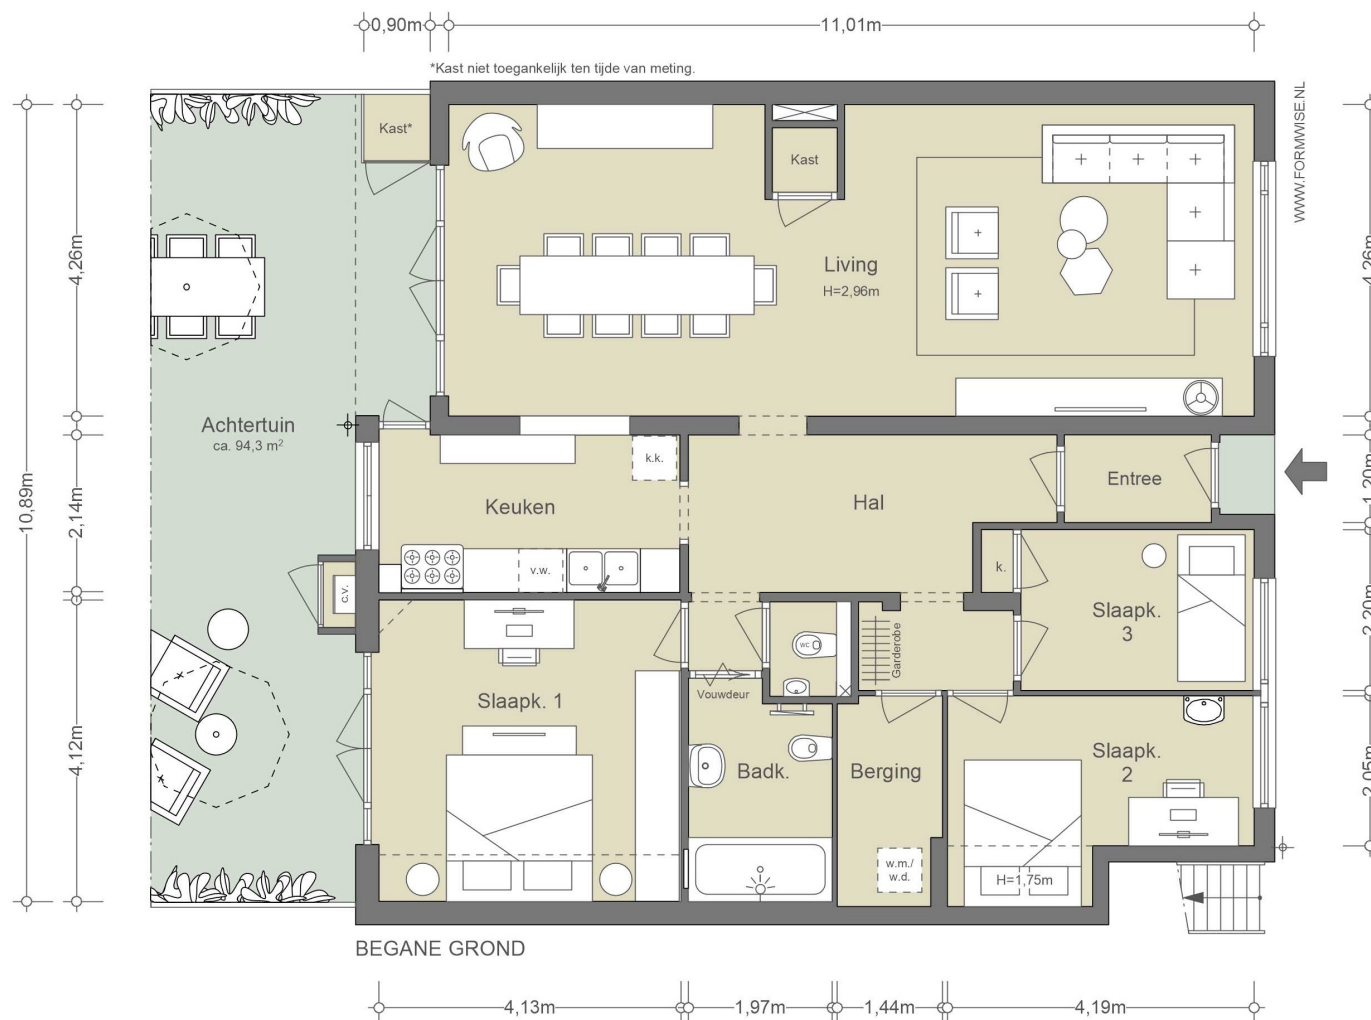 0,90m
11,01m
*Kast niet toegankelijk ten tijde van meting.
WWW.FORMWISE.NL
Kast*
Kast
4,26m
Living
H=2,96m
4,26m
Achtertuin
ca. 94,3 m²
10,89m
2,14m
k.k.
Keuken
Hal
Entree
1,20m
v.w.
c.v.
k.
Slaapk.
3
2,20m
wc
Garderobe
Vouwdeur
Slaapk. 1
4,12m
Badk.
Berging
Slaapk.
2
2,05m
w.m./
w.d.
H=1,75m
BEGANE GROND
4,13m
1,97m
1,44m
4,19m